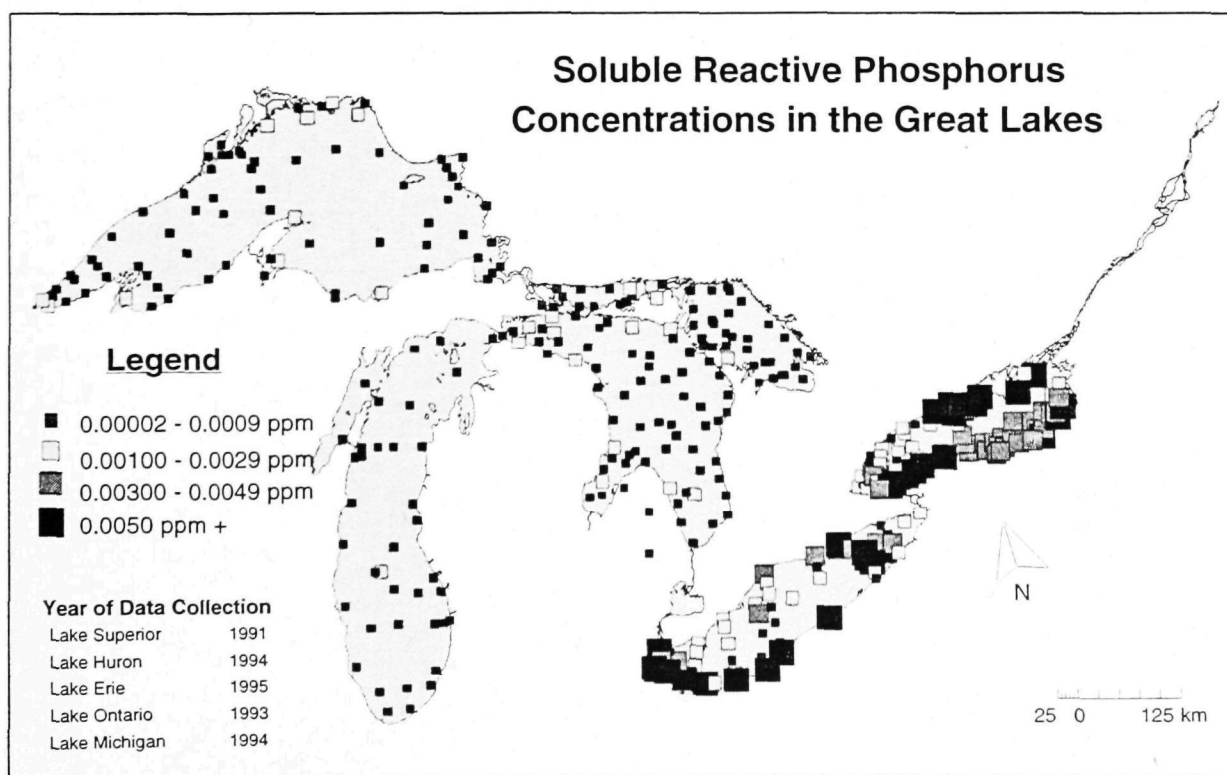 Soluble Reactive Phosphorus
Concentrations in the Great Lakes
Legend
0.00002 - 0.0009 ppm
0.00100 - 0.0029 ppm
0.00300 - 0.0049 ppm
0.0050 ppm +
Year of Data Collection
Lake Superior 1991
Lake Huron 1994
Lake Erie 1995
Lake Ontario 1993
Lake Michigan 1994
N
25 0 125 km